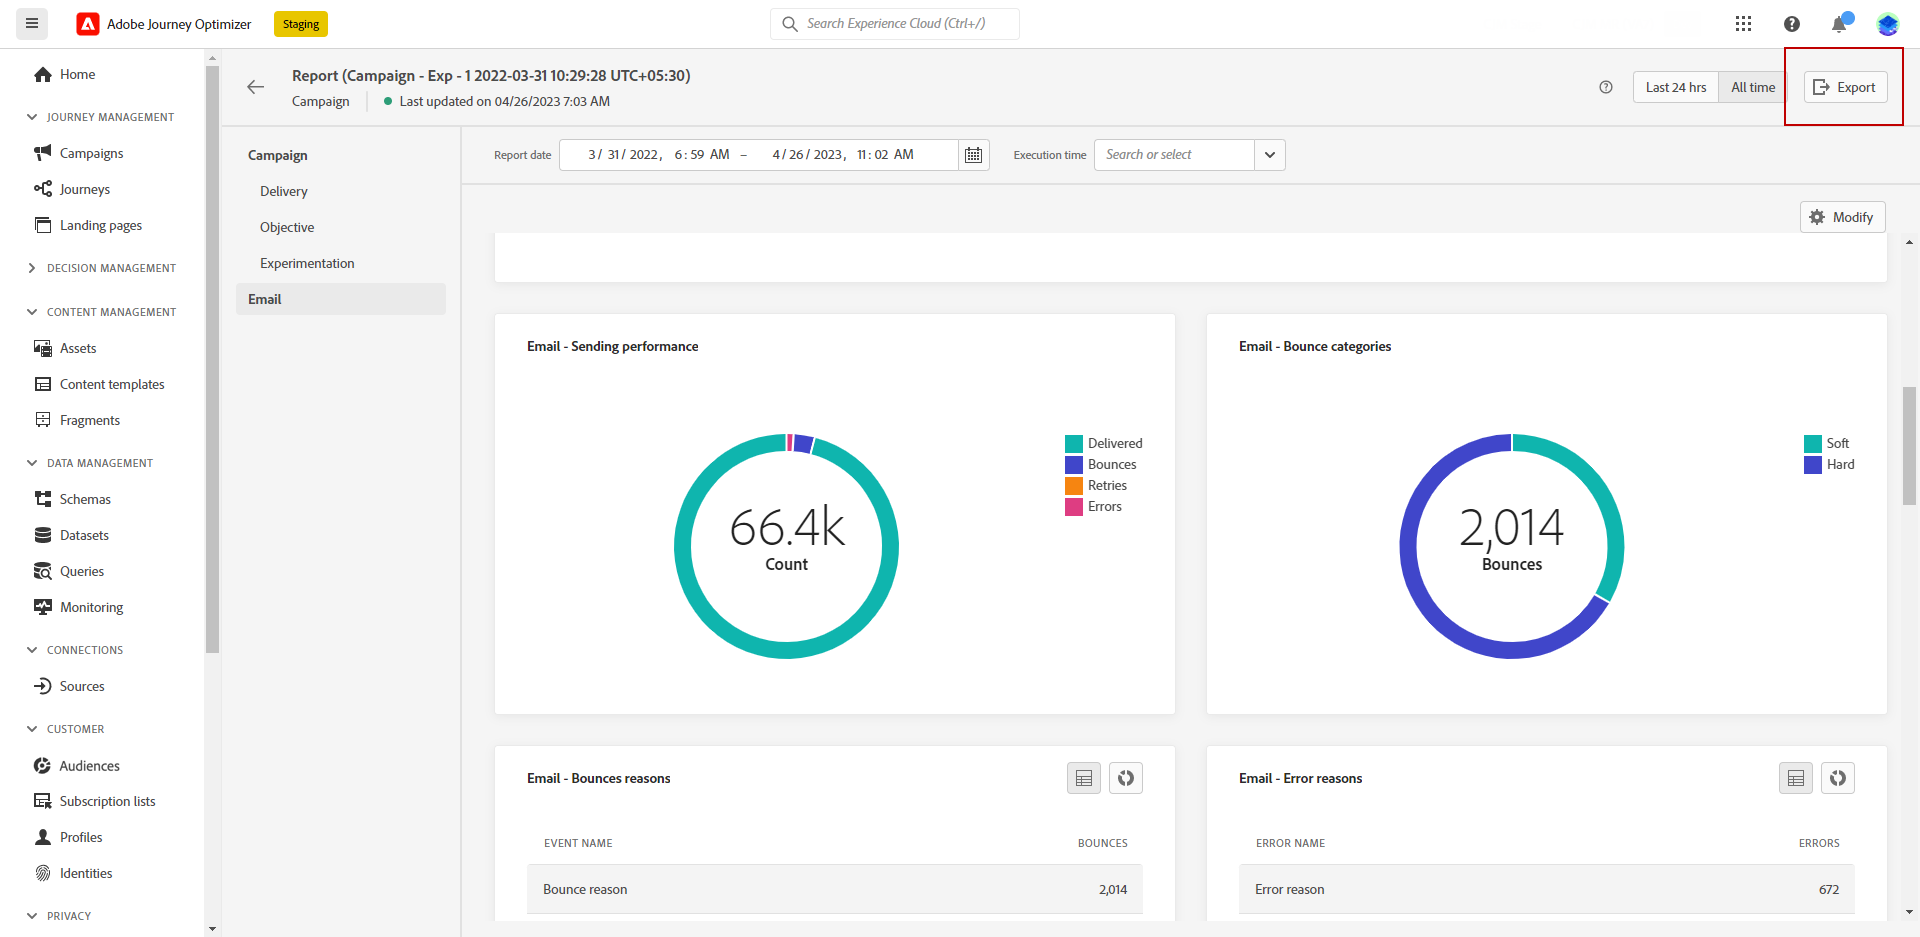 Adobe Journey Optimizer
Staging
Search Experience Cloud (Ctrl+/)
Home
JOURNEY MANAGEMENT
Campaigns
Journeys
Landing pages
DECISION MANAGEMENT
CONTENT MANAGEMENT
Assets
Content templates
Fragments
DATA MANAGEMENT
Schemas
Datasets
Queries
Monitoring
CONNECTIONS
Sources
CUSTOMER
Audiences
Subscription lists
Profiles
Identities
PRIVACY
Report (Campaign - Exp - 1 2022-03-31 10:29:28 UTC+05:30)
Campaign
Last updated on 04/26/2023 7:03 AM
Last 24 hrs
All time
Export
Campaign
Delivery
Objective
Experimentation
Email
Report date
3/ 31/ 2022, 6:59 AM – 4/26/2023, 11:02 AM
Execution time
Search or select
Modify
Email - Sending performance
66.4k
Count
Delivered
Bounces
Retries
Errors
Email - Bounce categories
2,014
Bounces
Soft
Hard
Email - Bounces reasons
EVENT NAME BOUNCES
Bounce reason 2,014
Email - Error reasons
ERROR NAME ERRORS
Error reason 672